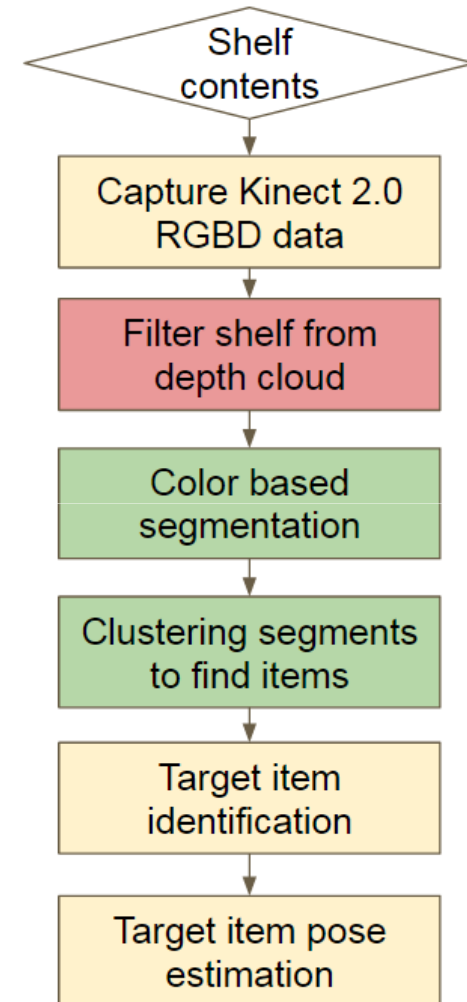 Shelf
contents
Capture Kinect 2.0
RGBD data
Filter shelf from
depth cloud
Color based
segmentation
Clustering segments
to find items
Target item
identification
Target item pose
estimation